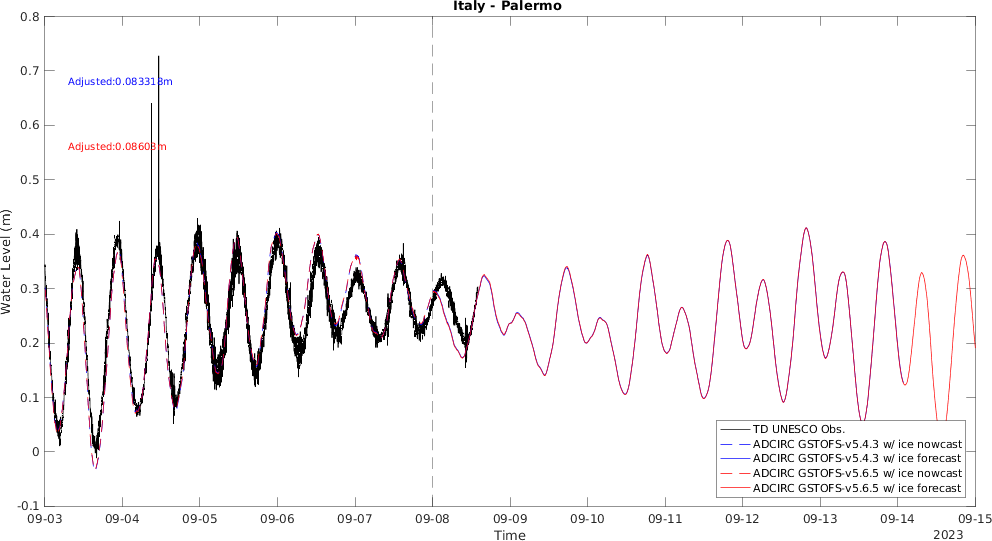 Italy - Palermo
0.8
0.7
0.6
0.5
0.4
0.3
0.2
0.1
0
-0.1
Water Level (m)
Adjusted:0.083318m
Adjusted:0.08603m
TD UNESCO Obs.
ADCIRC GSTOFS-v5.4.3 w/ ice nowcast
ADCIRC GSTOFS-v5.4.3 w/ ice forecast
ADCIRC GSTOFS-v5.6.5 w/ ice nowcast
ADCIRC GSTOFS-v5.6.5 w/ ice forecast
09-03 09-04 09-05 09-06 09-07 09-08 09-09 09-10 09-11 09-12 09-13 09-14 09-15
Time
2023